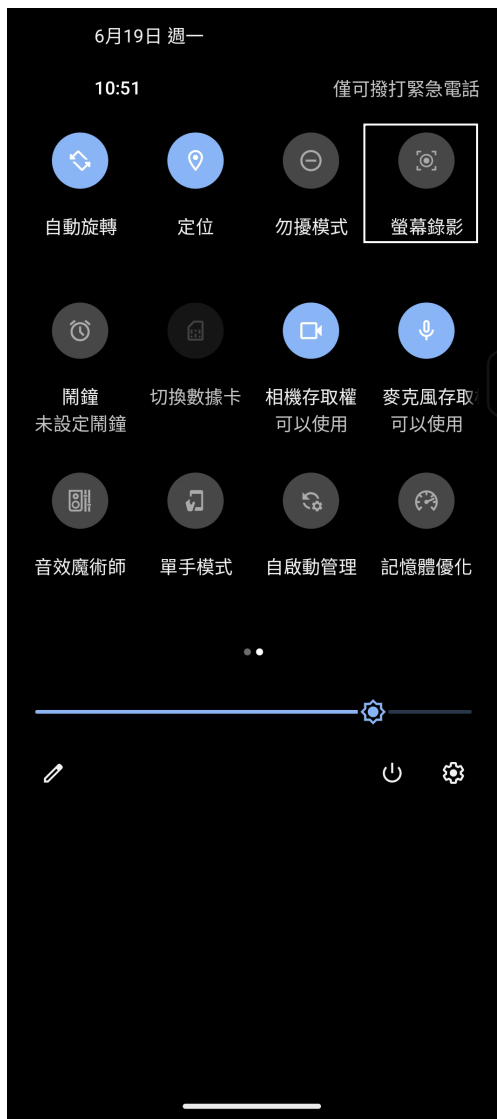 6月19日 週一
10:51
僅可撥打緊急電話
自動旋轉
定位
勿擾模式
螢幕錄影
鬧鐘
未設定鬧鐘
切換數據卡
相機存取權
可以使用
麥克風存取
可以使用
音效魔術師
單手模式
自啟動管理
記憶體優化